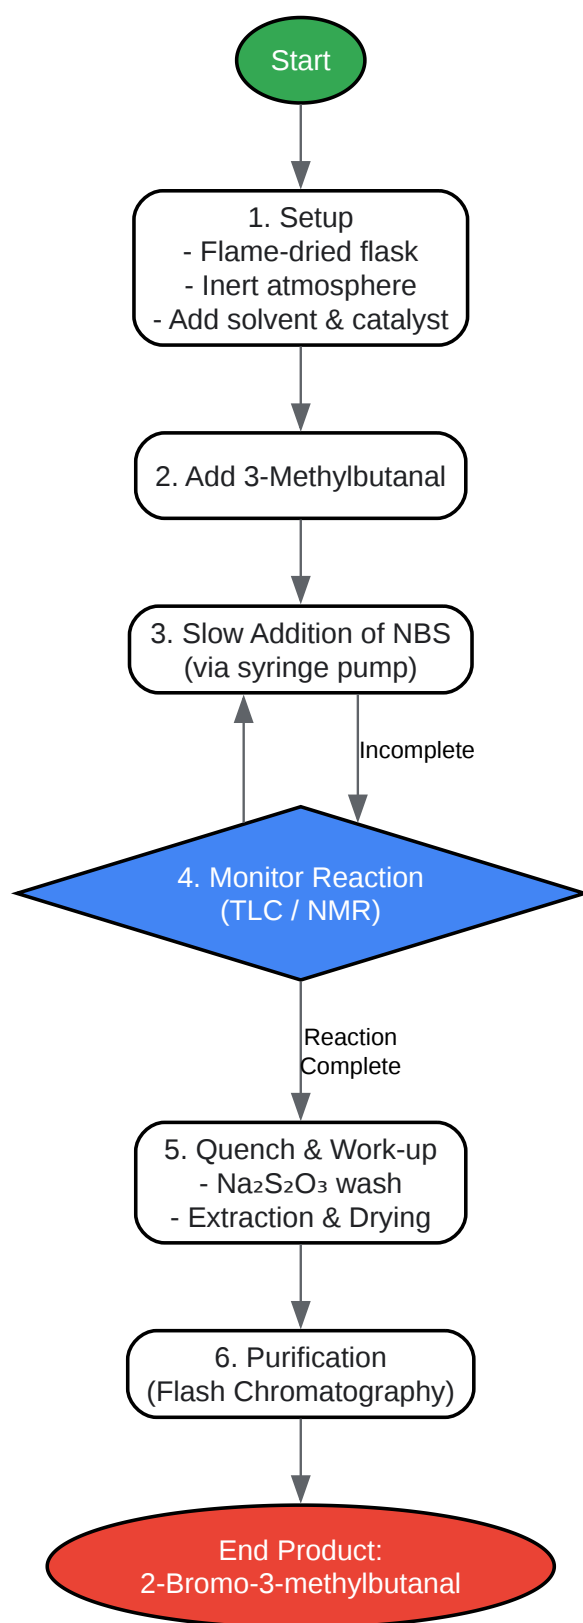 Start
1. Setup
- Flame-dried flask
- Inert atmosphere
- Add solvent & catalyst
2. Add 3-Methylbutanal
3. Slow Addition of NBS
(via syringe pump)
Incomplete
4. Monitor Reaction
(TLC / NMR)
Reaction
Complete
5. Quench & Work-up
- Na₂S₂O₃ wash
- Extraction & Drying
6. Purification
(Flash Chromatography)
End Product:
2-Bromo-3-methylbutanal